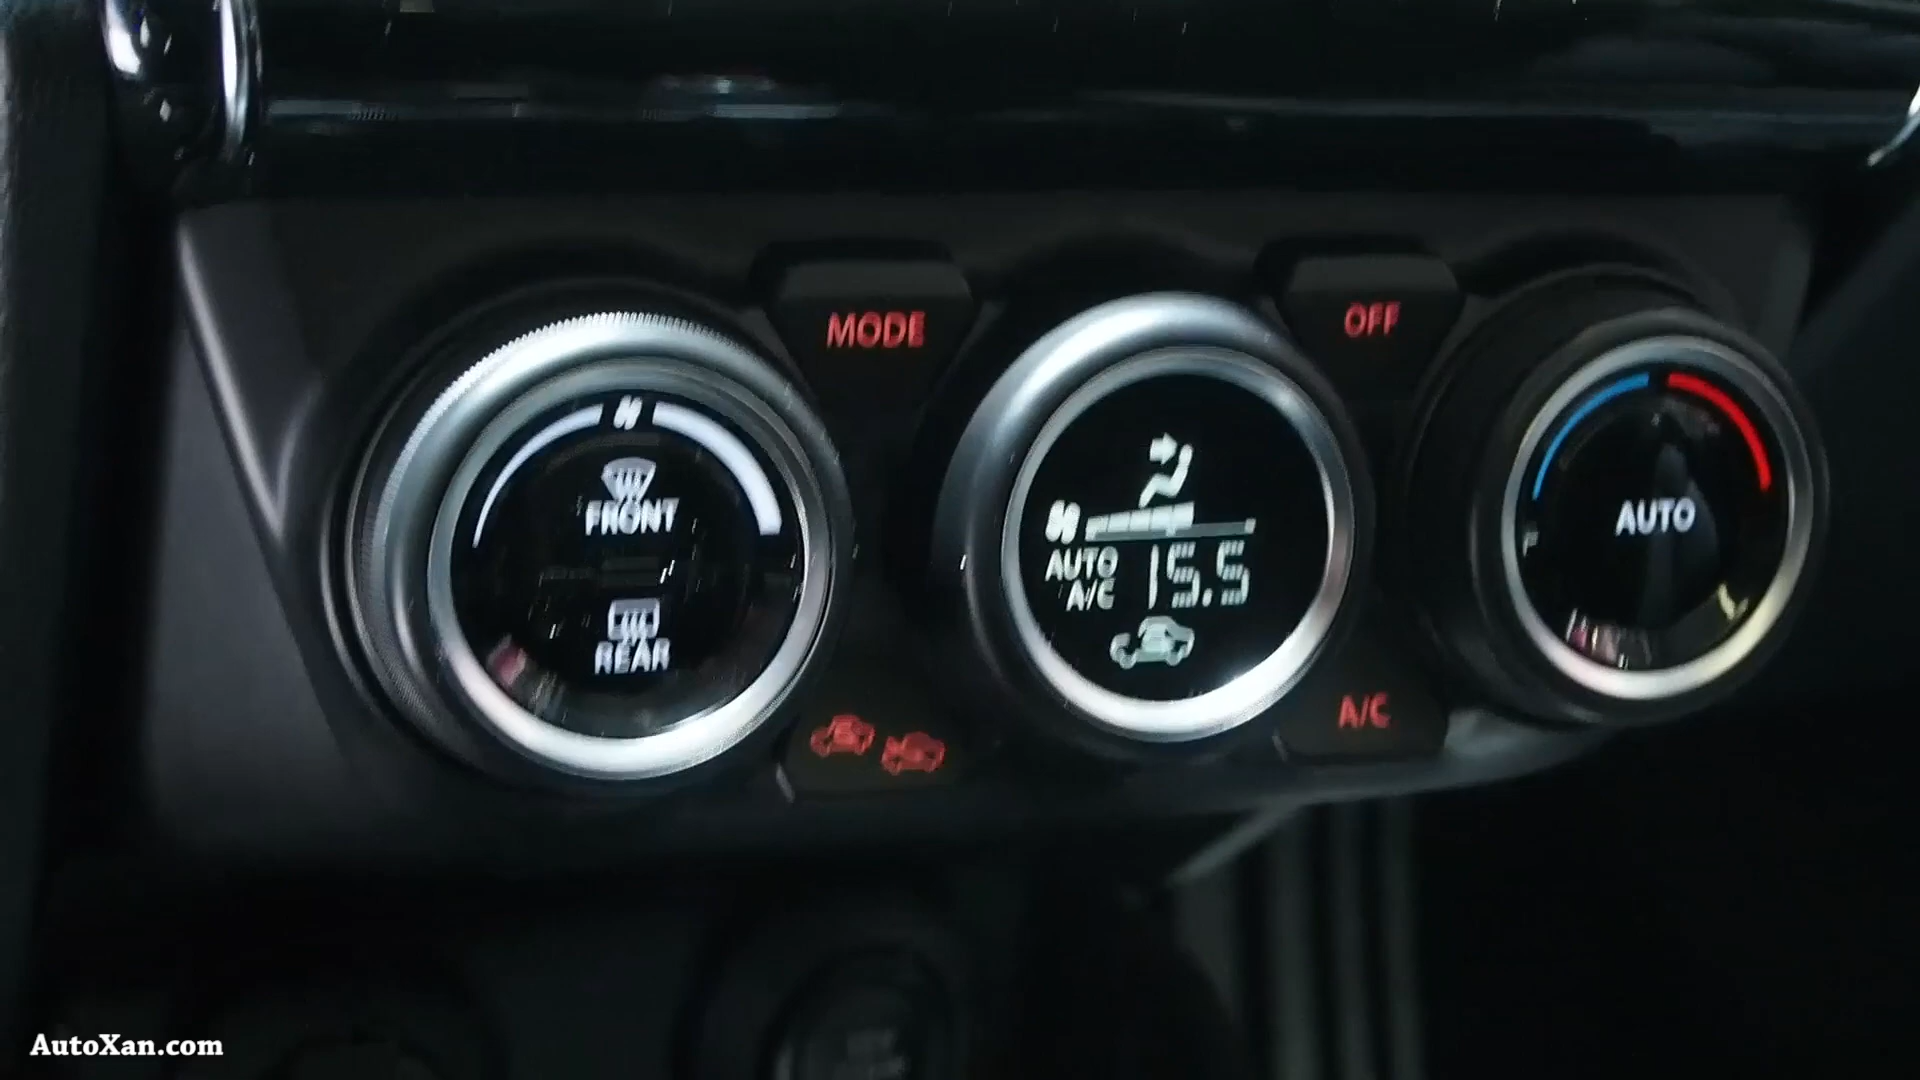 MODE
OFF
FRONT
REAR
AUTO
A/C
15.5
AUTO
A/C
AutoXan.com